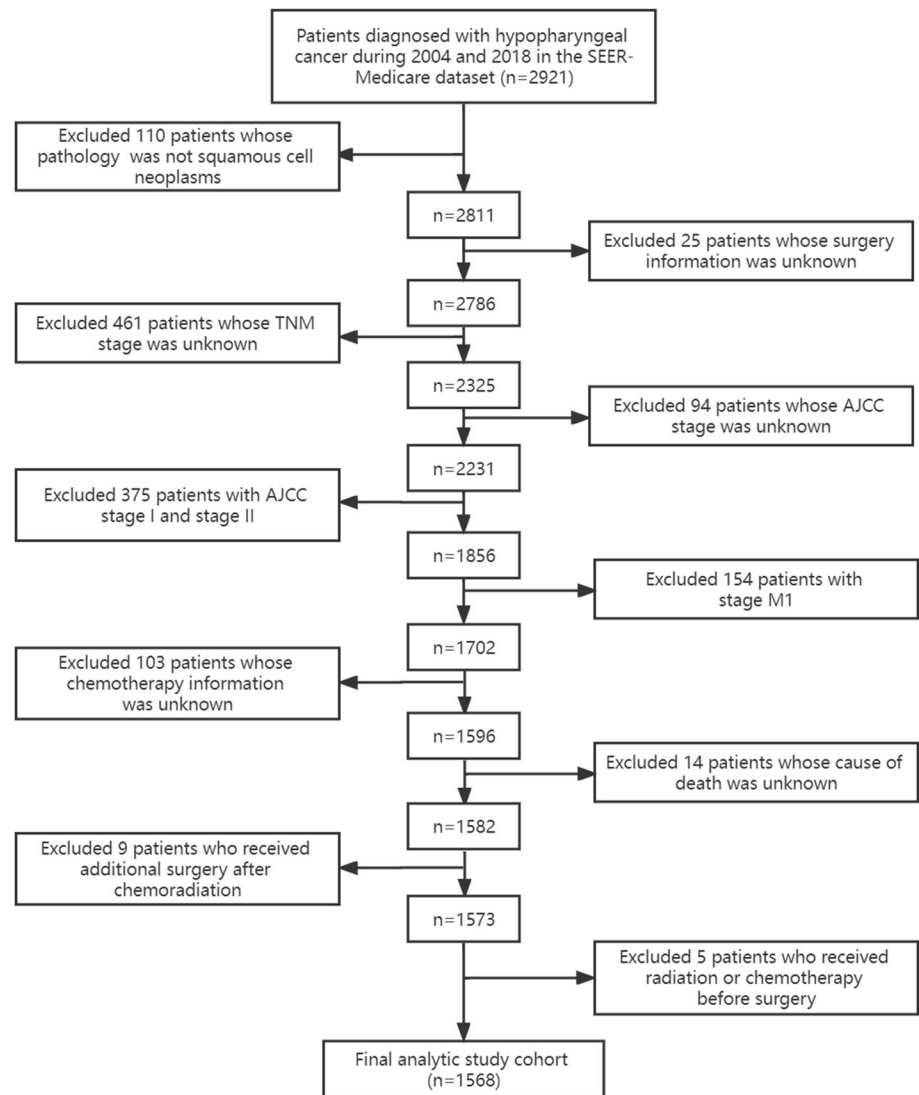 Patients diagnosed with hypopharyngeal
cancer during 2004 and 2018 in the SEER-
Medicare dataset (n=2921)
Excluded 110 patients whose
pathology was not squamous cell
neoplasms
n=2811
Excluded 25 patients whose surgery
information was unknown
n=2786
Excluded 461 patients whose TNM
stage was unknown
n=2325
Excluded 94 patients whose AJCC
stage was unknown
n=2231
Excluded 375 patients with AJCC
stage I and stage II
n=1856
Excluded 154 patients with
stage M1
n=1702
Excluded 103 patients whose
chemotherapy information
was unknown
n=1596
Excluded 14 patients whose cause of
death was unknown
n=1582
Excluded 9 patients who received
additional surgery after
chemoradiation
n=1573
Excluded 5 patients who received
radiation or chemotherapy
before surgery
Final analytic study cohort
(n=1568)